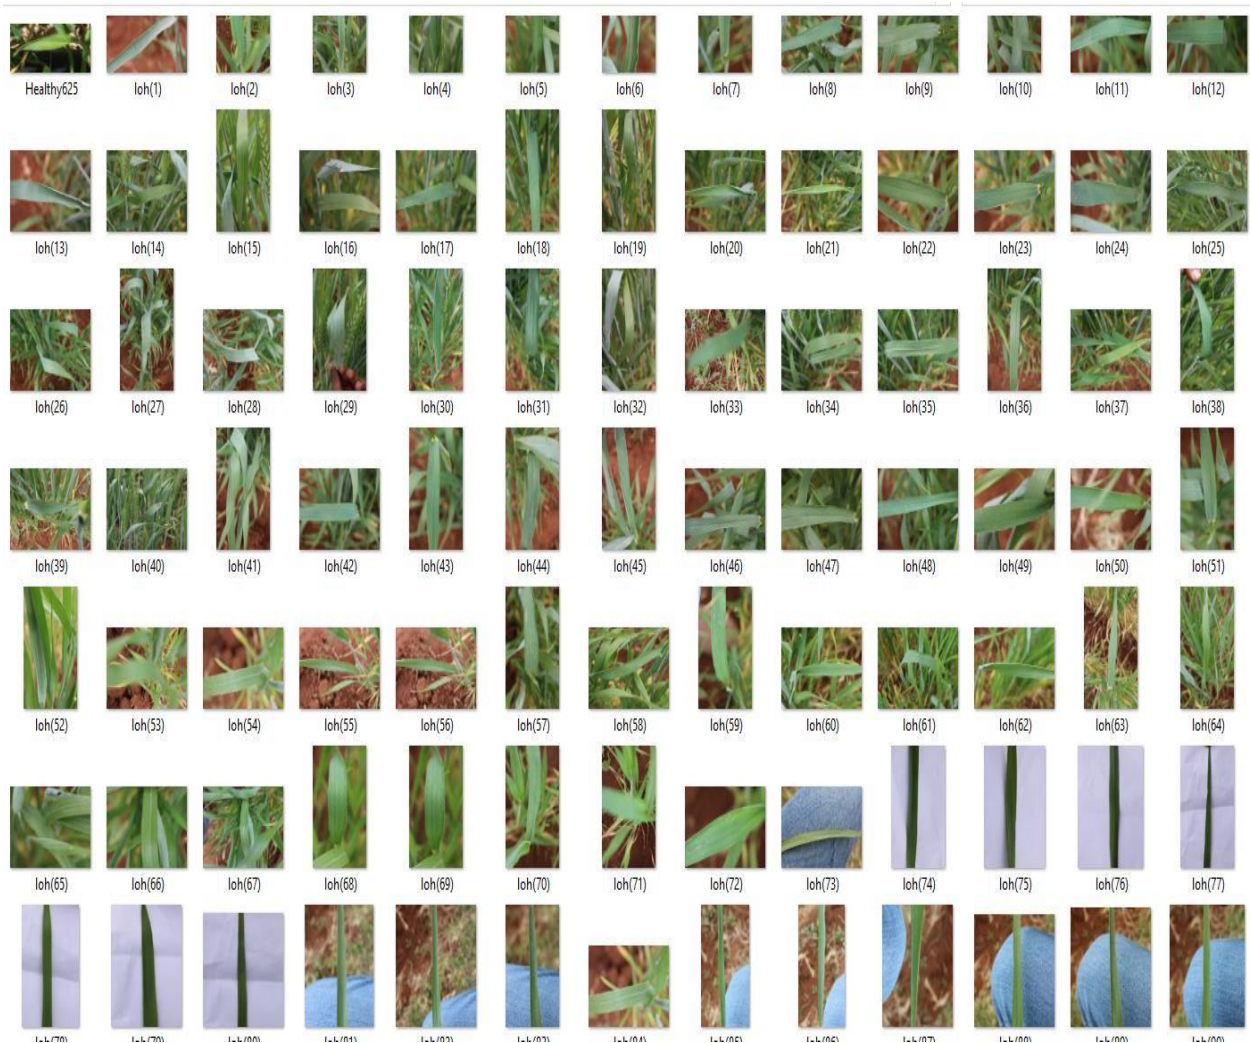 Healthy625 loh(1) loh(2) loh(3) loh(4) loh(5) loh(6) loh(7) loh(8) loh(9) loh(10) loh(11) loh(12)
loh(13) loh(14) loh(15) loh(16) loh(17) loh(18) loh(19) loh(20) loh(21) loh(22) loh(23) loh(24) loh(25)
loh(26) loh(27) loh(28) loh(29) loh(30) loh(31) loh(32) loh(33) loh(34) loh(35) loh(36) loh(37) loh(38)
loh(39) loh(40) loh(41) loh(42) loh(43) loh(44) loh(45) loh(46) loh(47) loh(48) loh(49) loh(50) loh(51)
loh(52) loh(53) loh(54) loh(55) loh(56) loh(57) loh(58) loh(59) loh(60) loh(61) loh(62) loh(63) loh(64)
loh(65) loh(66) loh(67) loh(68) loh(69) loh(70) loh(71) loh(72) loh(73) loh(74) loh(75) loh(76) loh(77)